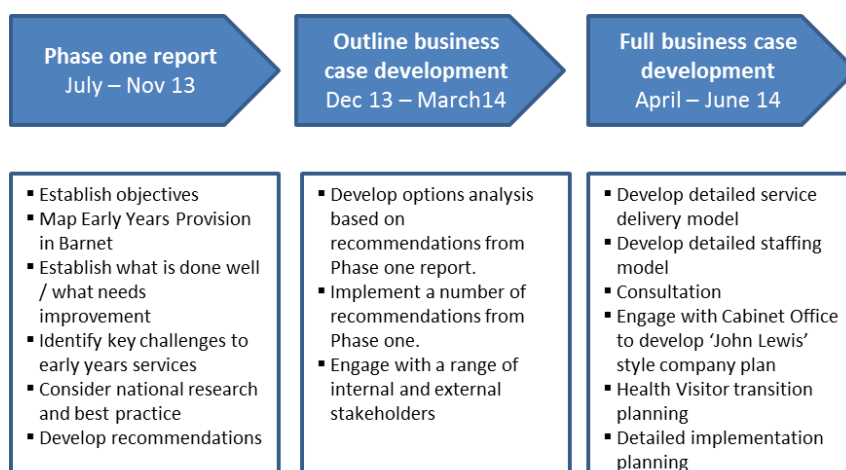 Phase one report
July – Nov 13
Outline business
case development
Dec 13 – March14
Full business case
development
April – June 14
▪ Establish objectives
▪ Map Early Years Provision
in Barnet
▪ Establish what is done well
/ what needs
improvement
▪ Identify key challenges to
early years services
▪ Consider national research
and best practice
▪ Develop recommendations
▪ Develop options analysis
based on
recommendations from
Phase one report.
▪ Implement a number of
recommendations from
Phase one.
▪ Engage with a range of
internal and external
stakeholders
▪ Develop detailed service
delivery model
▪ Develop detailed staffing
model
▪ Consultation
▪ Engage with Cabinet Office
to develop ‘John Lewis’
style company plan
▪ Health Visitor transition
planning
▪ Detailed implementation
planning